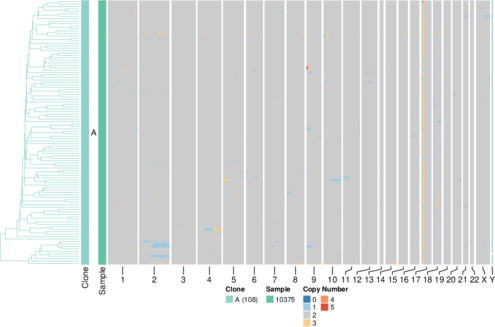 A
Clone
Sample
1 2 3 4 5 6 7 8 9 10 11 12 13 14 15 16 17 18 19 20 21 22 X Y
Clone Sample Copy Number
A (108) 10375 0 4
1 5
2
3